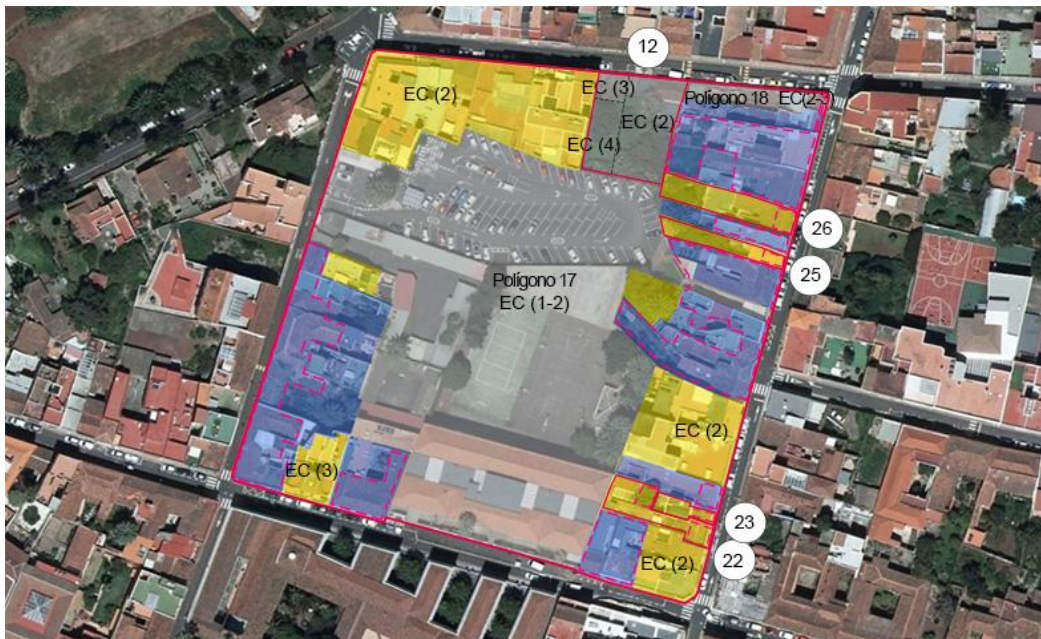 12
EC (3)
Polígono 18 EC(2-3)
EC (2)
EC (2)
EC (4)
26
25
Polígono 17
EC (1-2)
EC (2)
EC (3)
23
EC (2)
22